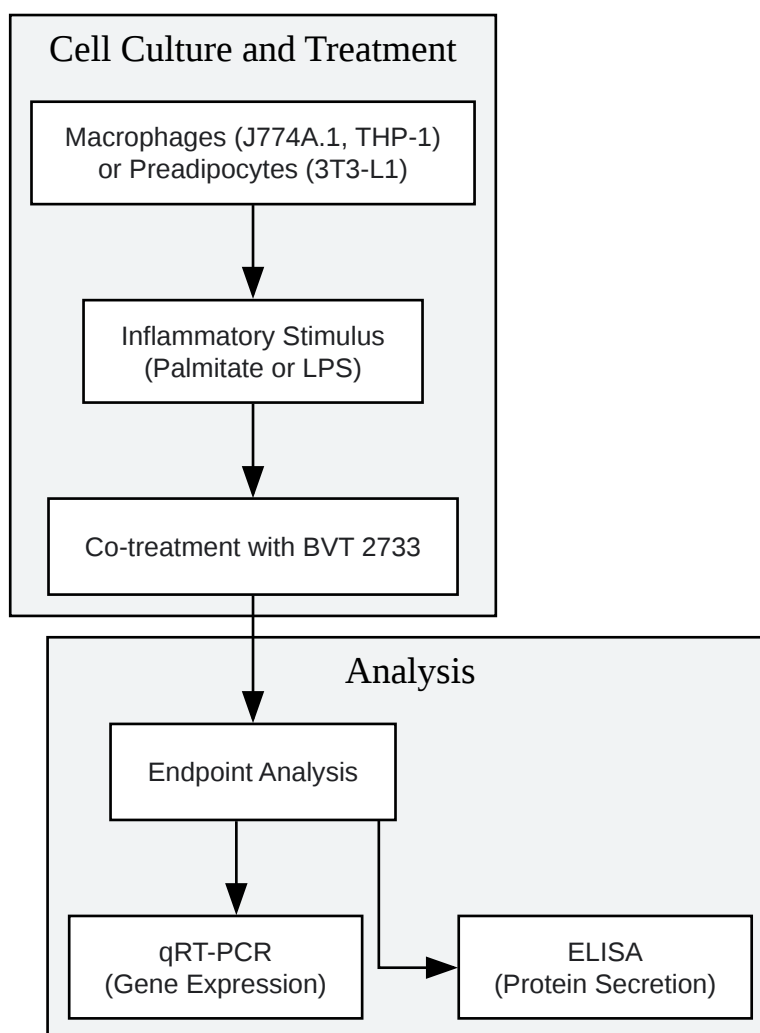 Cell Culture and Treatment
Macrophages (J774A.1, THP-1)
or Preadipocytes (3T3-L1)
Inflammatory Stimulus
(Palmitate or LPS)
Co-treatment with BVT 2733
Analysis
Endpoint Analysis
qRT-PCR
(Gene Expression)
ELISA
(Protein Secretion)